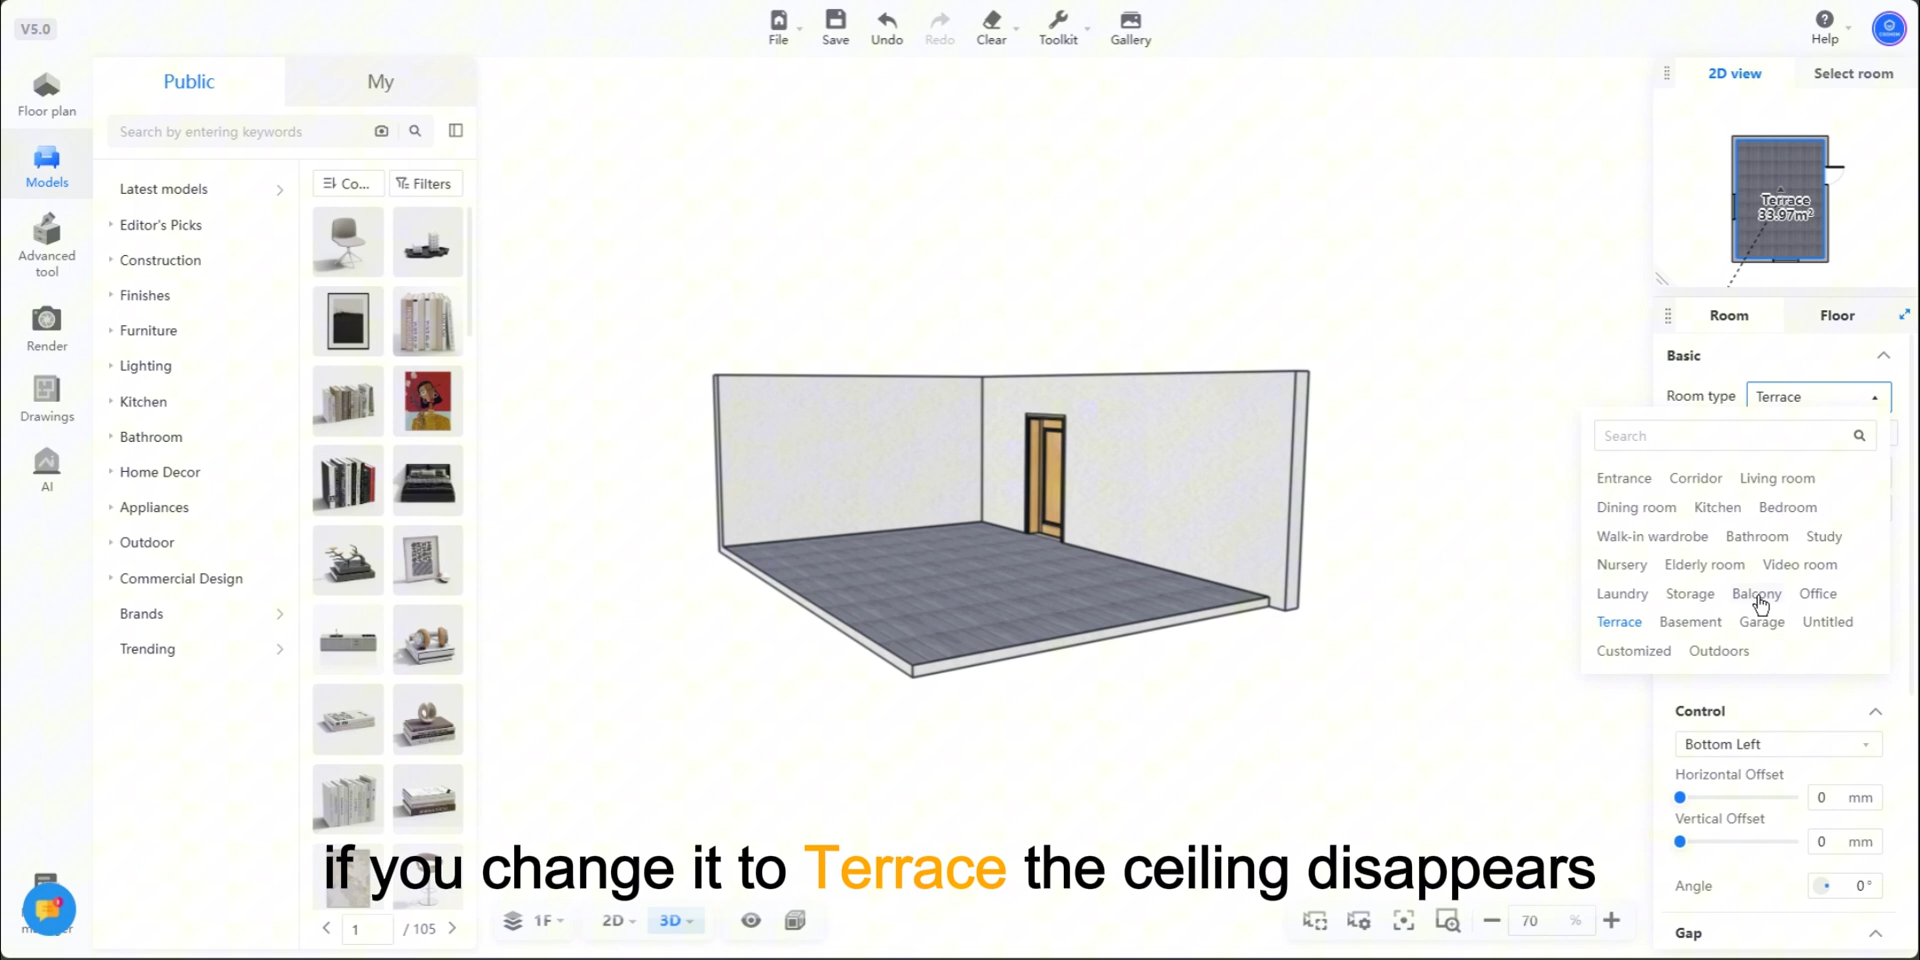 V5.0
File
Save
Undo
Redo
Clear
Toolkit
Gallery
Help
Floor plan
Models
Advanced
tool
Render
Drawings
AI
Public
My
Search by entering keywords
Latest models
Editor's Picks
Construction
Finishes
Furniture
Lighting
Kitchen
Bathroom
Home Decor
Appliances
Outdoor
Commercial Design
Brands
Trending
Co...
Filters
1 / 105
2D view
Select room
Terrace
33.97m²
Room
Floor
Basic
Room type Terrace
Search
Entrance Corridor Living room
Dining room Kitchen Bedroom
Walk-in wardrobe Bathroom Study
Nursery Elderly room Video room
Laundry Storage Balcony Office
Terrace Basement Garage Untitled
Customized Outdoors
Control
Bottom Left
Horizontal Offset
0 mm
Vertical Offset
0 mm
Angle 0°
Gap
if you change it to Terrace the ceiling disappears
1F 2D 3D
70 %